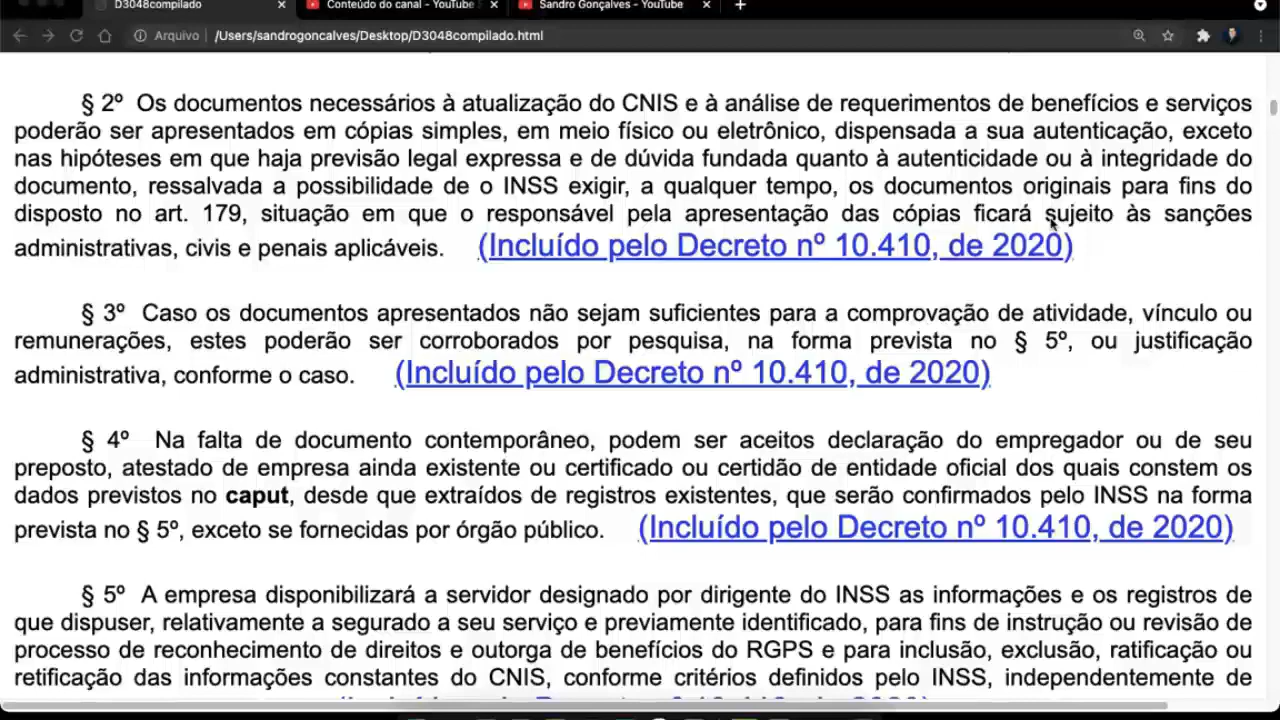 D3048compilado
Conteúdo do canal - YouTube
Sandro Gonçalves - YouTube
Arquivo | /Users/sandrogoncalves/Desktop/D3048compilado.html
§ 2º Os documentos necessários à atualização do CNIS e à análise de requerimentos de benefícios e serviços
poderão ser apresentados em cópias simples, em meio físico ou eletrônico, dispensada a sua autenticação, exceto
nas hipóteses em que haja previsão legal expressa e de dúvida fundada quanto à autenticidade ou à integridade do
documento, ressalvada a possibilidade de o INSS exigir, a qualquer tempo, os documentos originais para fins do
disposto no art. 179, situação em que o responsável pela apresentação das cópias ficará sujeito às sanções
administrativas, civis e penais aplicáveis. (Incluído pelo Decreto nº 10.410, de 2020)
§ 3º Caso os documentos apresentados não sejam suficientes para a comprovação de atividade, vínculo ou
remunerações, estes poderão ser corroborados por pesquisa, na forma prevista no § 5º, ou justificação
administrativa, conforme o caso. (Incluído pelo Decreto nº 10.410, de 2020)
§ 4º Na falta de documento contemporâneo, podem ser aceitos declaração do empregador ou de seu
preposto, atestado de empresa ainda existente ou certificado ou certidão de entidade oficial dos quais constem os
dados previstos no caput, desde que extraídos de registros existentes, que serão confirmados pelo INSS na forma
prevista no § 5º, exceto se fornecidas por órgão público. (Incluído pelo Decreto nº 10.410, de 2020)
§ 5º A empresa disponibilizará a servidor designado por dirigente do INSS as informações e os registros de
que dispuser, relativamente a segurado a seu serviço e previamente identificado, para fins de instrução ou revisão de
processo de reconhecimento de direitos e outorga de benefícios do RGPS e para inclusão, exclusão, ratificação ou
retificação das informações constantes do CNIS, conforme critérios definidos pelo INSS, independentemente de